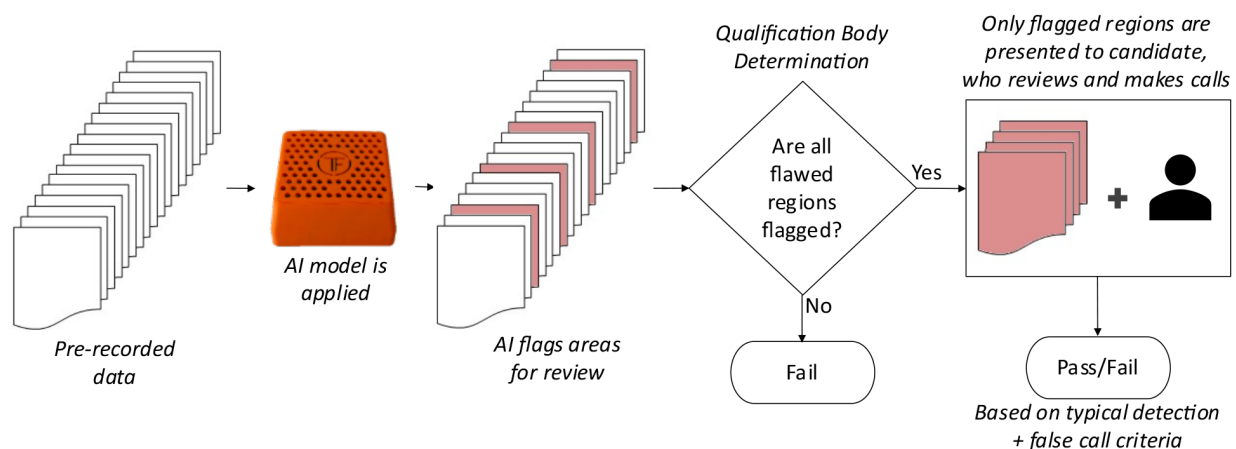 Pre-recorded
data
TF
AI model is
applied
AI flags areas
for review
Qualification Body
Determination
Are all
flawed
regions
flagged?
Yes
No
Fail
Only flagged regions are
presented to candidate,
who reviews and makes calls
Pass/Fail
Based on typical detection
+ false call criteria